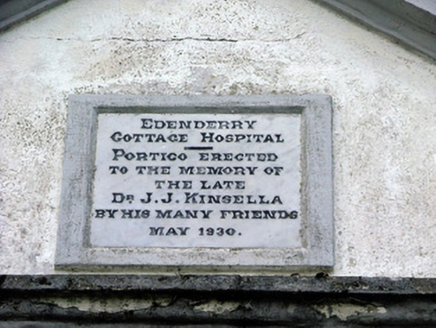 EDENDERRY
COTTAGE HOSPITAL
PORTICO ERECTED
TO THE MEMORY OF
THE LATE
DR J. J. KINSELLA
BY HIS MANY FRIENDS
MAY 1930.